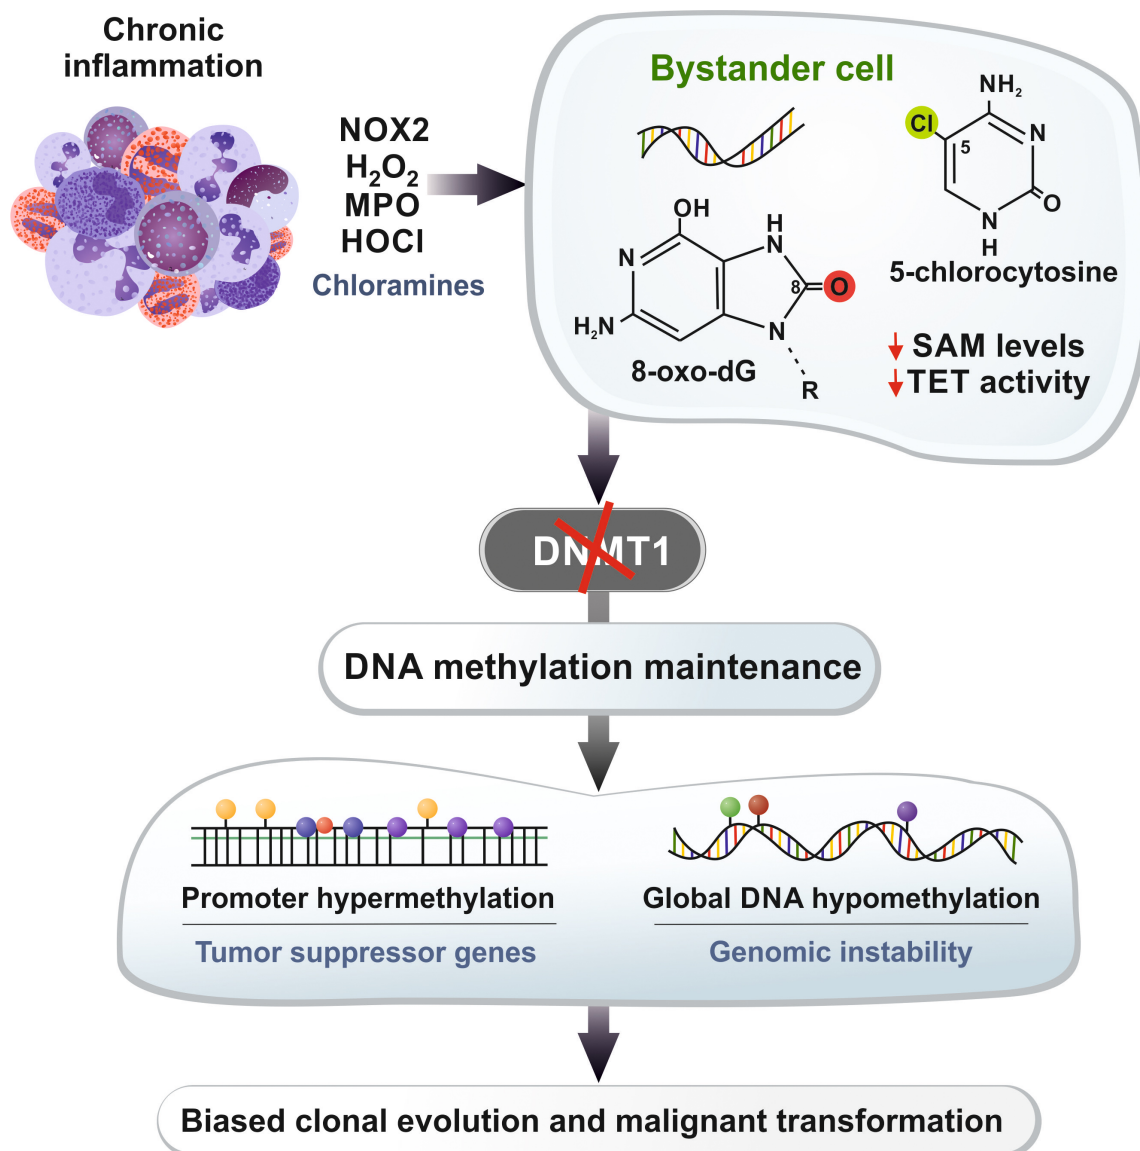 Chronic
inflammation
NOX2
H₂O₂
MPO
HOCl
Chloramines
Bystander cell
NH₂
Cl
5
N
O
N
H
5-chlorocytosine
OH
H
N
N
8
O
H₂N
N
R
8-oxo-dG
SAM levels
TET activity
DNMT1
DNA methylation maintenance
Promoter hypermethylation
Tumor suppressor genes
Global DNA hypomethylation
Genomic instability
Biased clonal evolution and malignant transformation